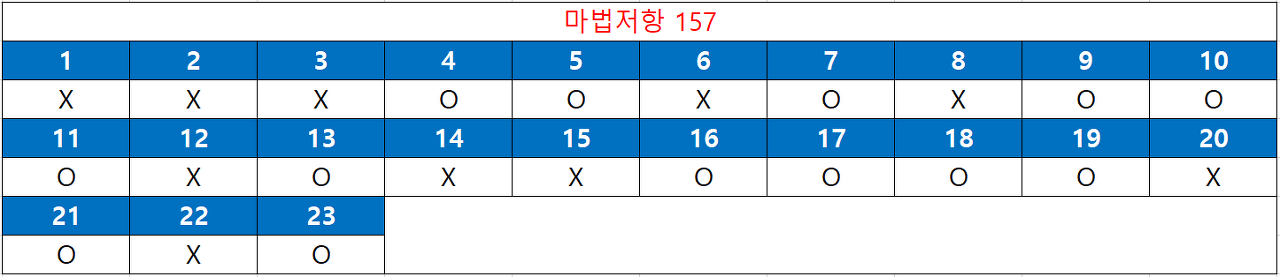 마법저항 157
1 2 3 4 5 6 7 8 9 10
X X X O O X O X O O
11 12 13 14 15 16 17 18 19 20
O X O X X O O O O X
21 22 23
O X O